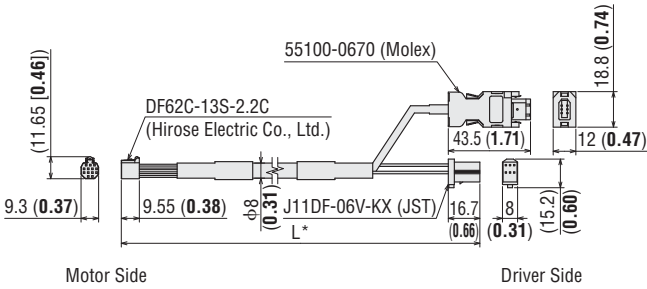 55100-0670 (Molex)
18.8 (0.74)
(11.65 [0.46])
DF62C-13S-2.2C
(Hirose Electric Co., Ltd.)
43.5 (1.71)
12 (0.47)
9.3 (0.37)
9.55 (0.38)
ϕ8
(0.31)
J11DF-06V-KX (JST)
16.7
(0.66)
8
(0.31)
(15.2)
(0.60)
L*
Motor Side
Driver Side